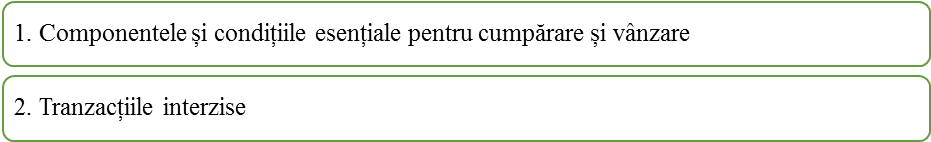 1. Componentele și condițiile esențiale pentru cumpărare și vânzare
2. Tranzacțiile interzise